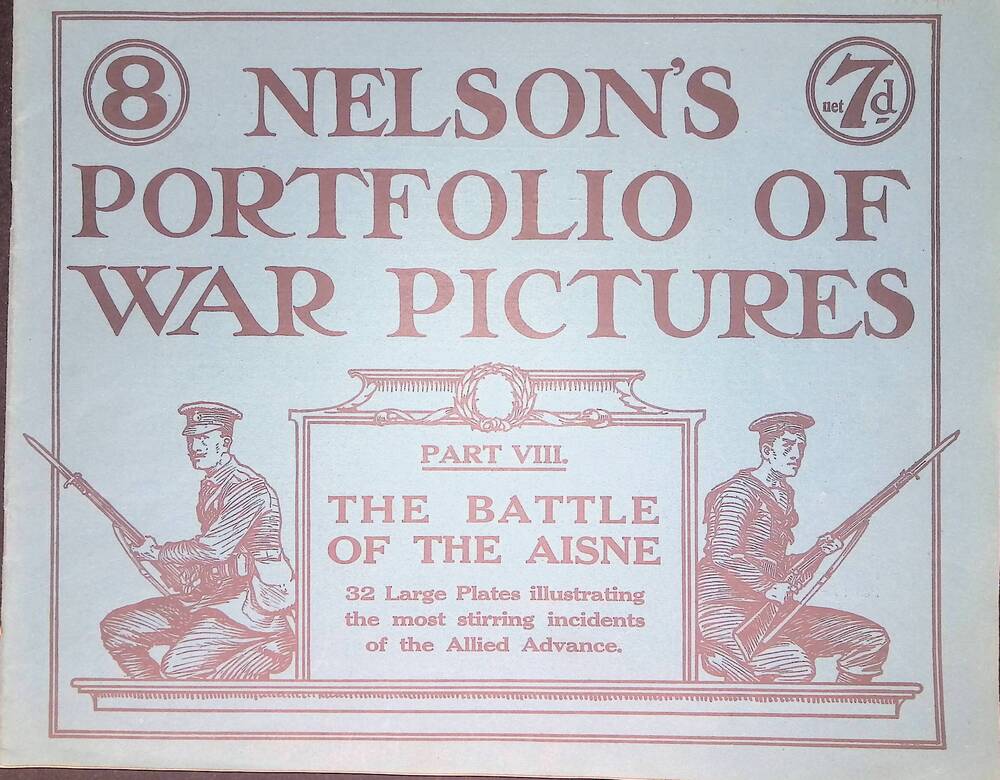 8 NELSON'S net 7d
PORTFOLIO OF
WAR PICTURES
PART VIII.
THE BATTLE
OF THE AISNE
32 Large Plates illustrating
the most stirring incidents
of the Allied Advance.